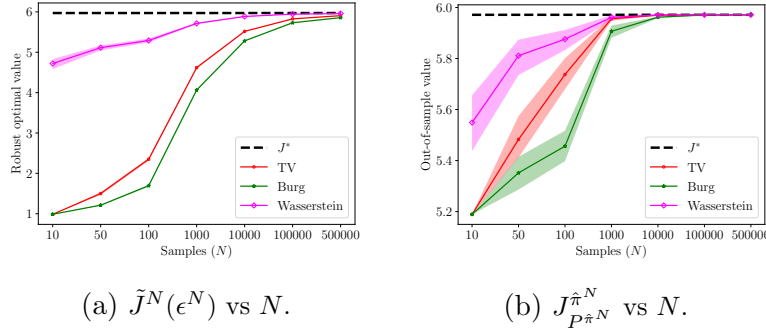 6
5
4
3
2
1
Robust optimal value
J*
TV
Burg
Wasserstein
10 50 100 1000 10000 100000 500000
Samples (N)
(a) J̃^N(ϵ^N) vs N.
6.0
5.8
5.6
5.4
5.2
Out-of-sample value
J*
TV
Burg
Wasserstein
10 50 100 1000 10000 100000 500000
Samples (N)
(b) J^{π̂^N}_{P^{π̂^N}} vs N.